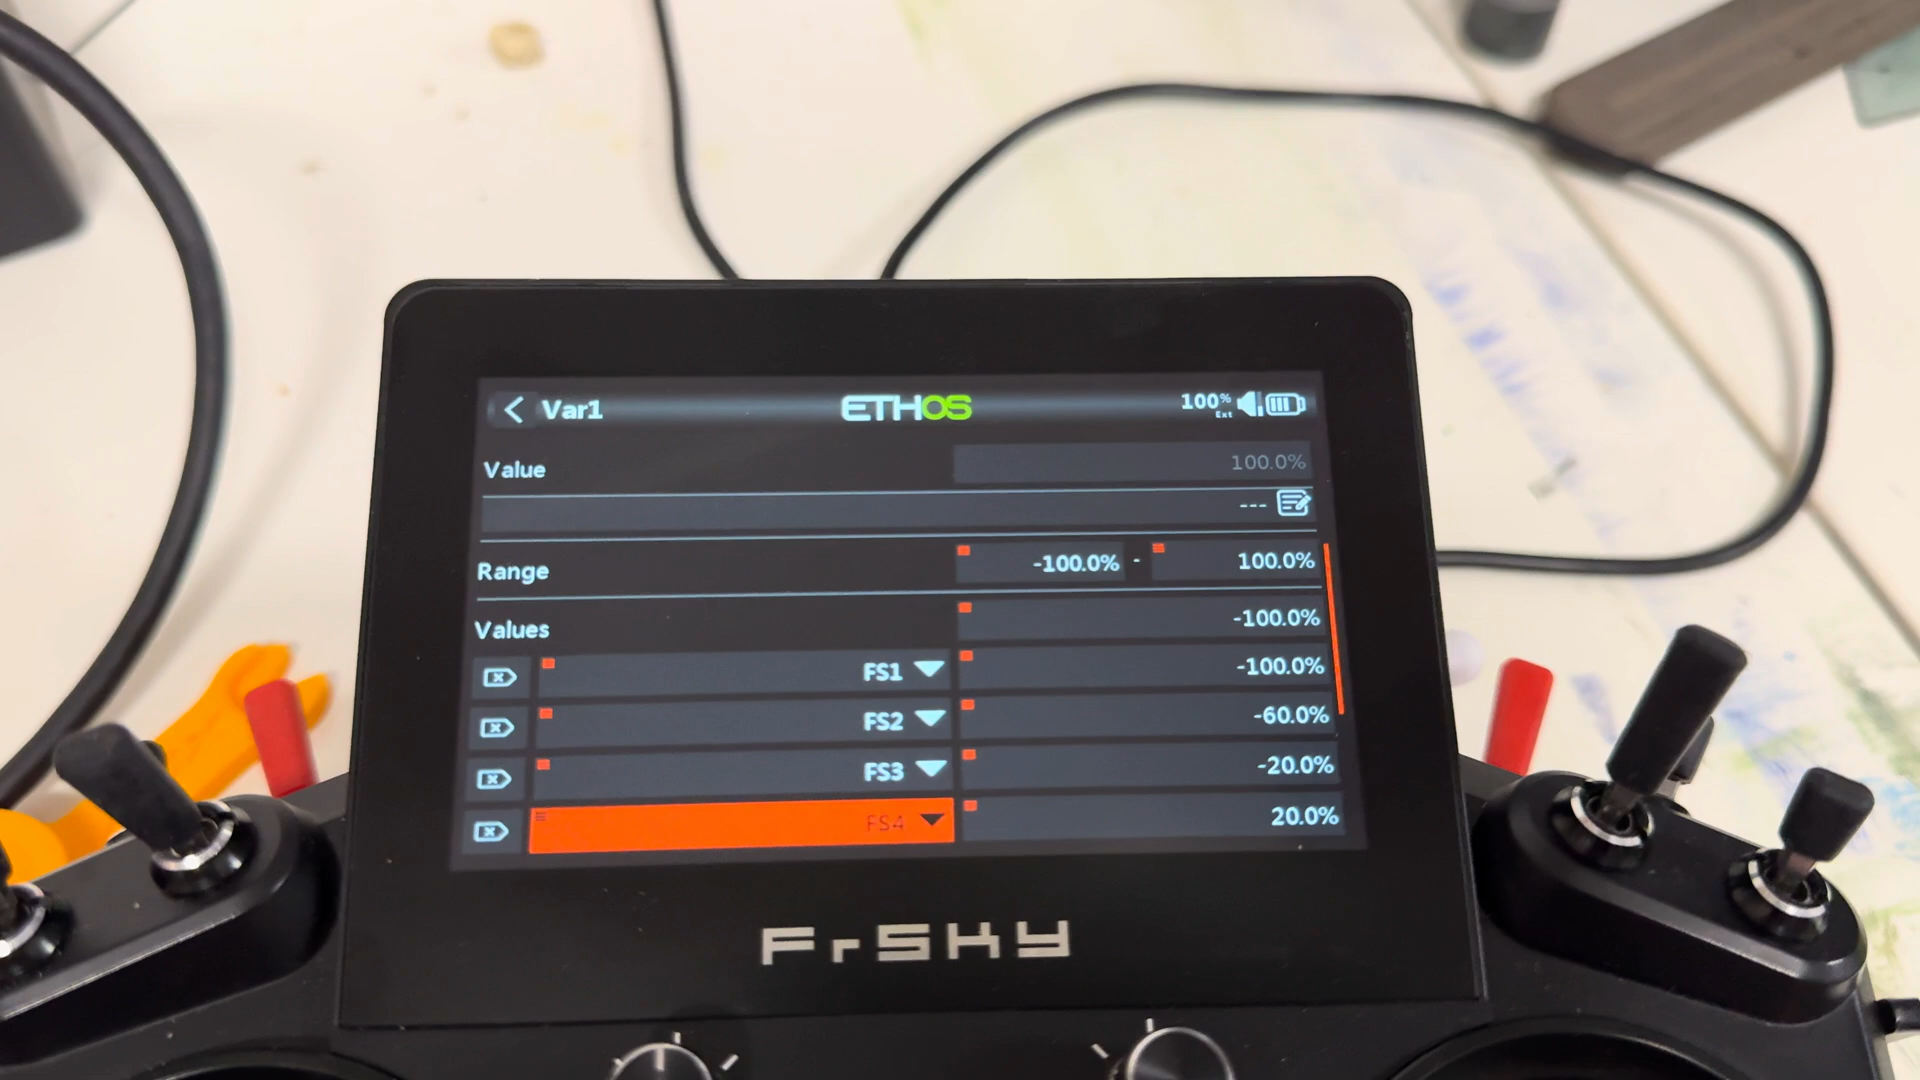 Var1 ETHOS 100% Ext
Value 100.0%
---
Range -100.0% - 100.0%
Values -100.0%
FS1 -100.0%
FS2 -60.0%
FS3 -20.0%
FS4 20.0%
FrSKY